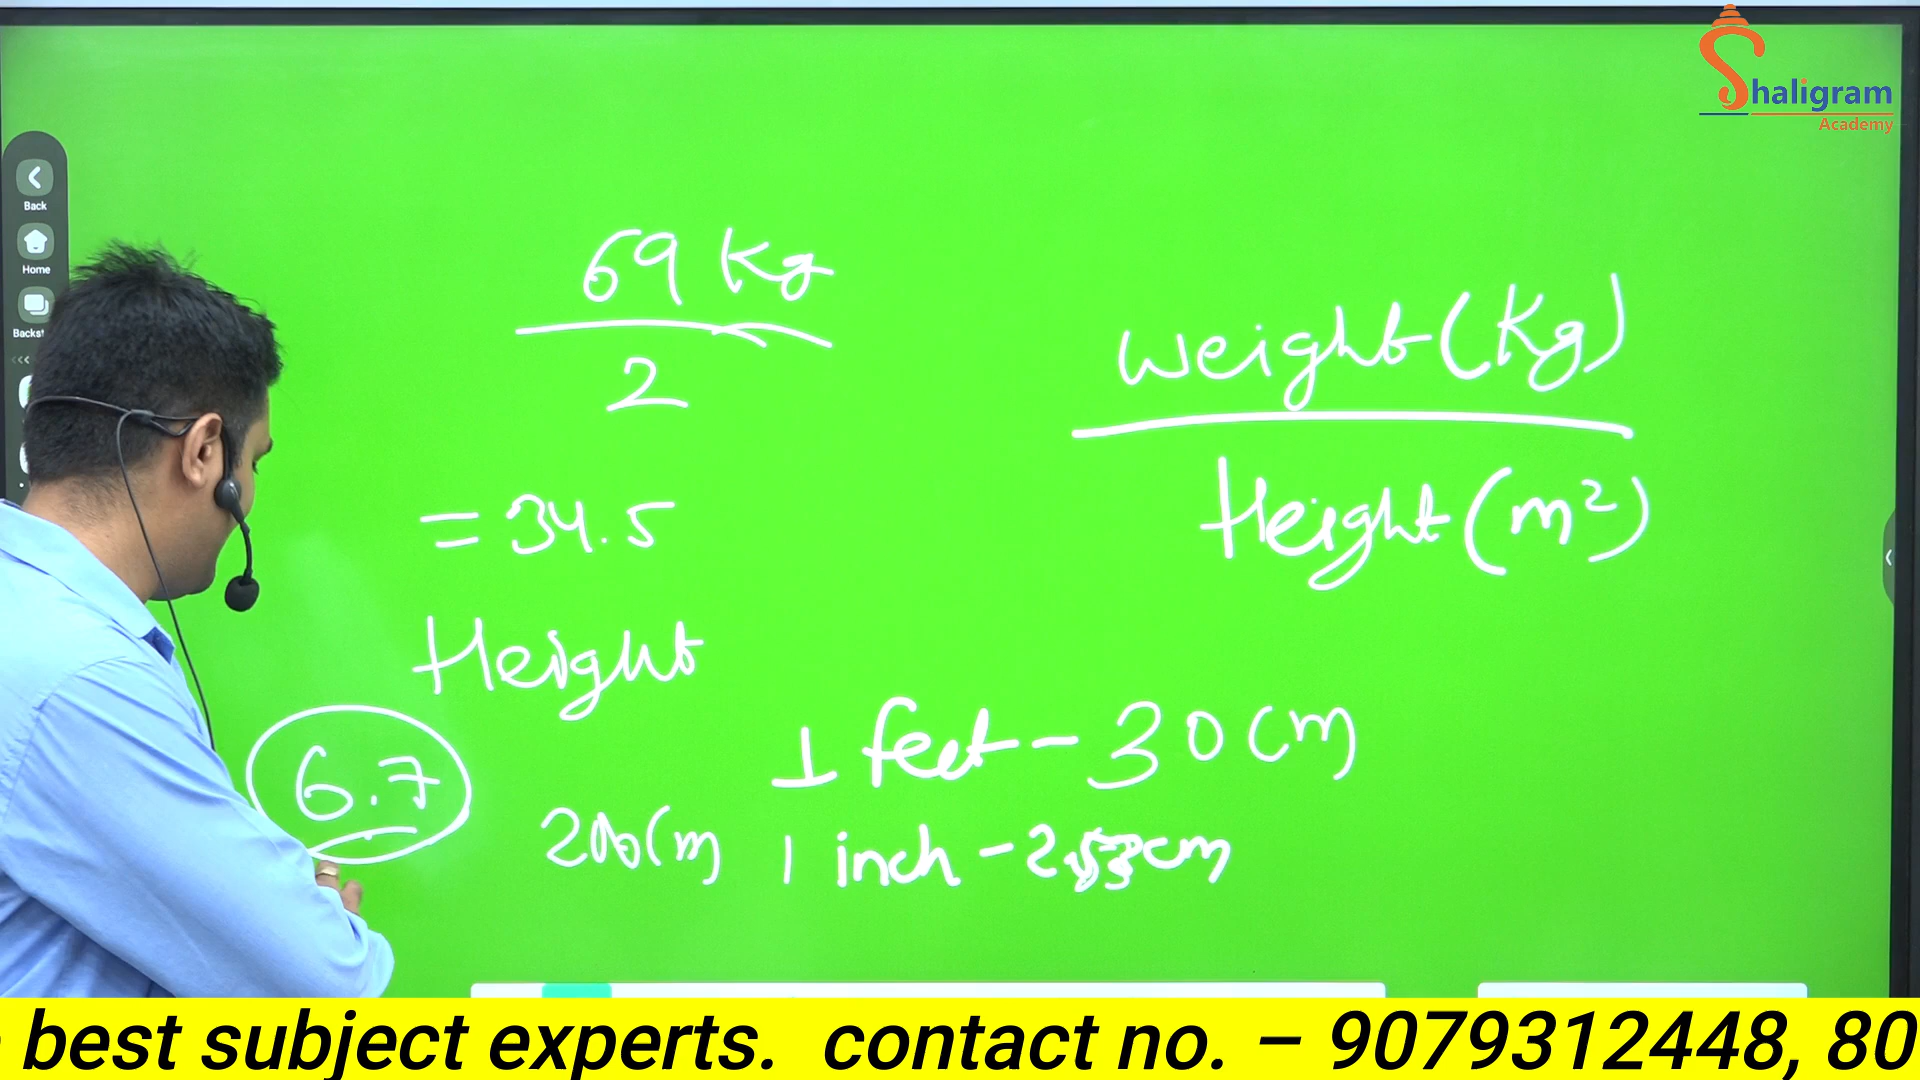 Shaligram
Academy
Back
Home
Backs
69 Kg
2
= 34.5
Weight (Kg)
Height (m²)
Height
6.7
1 feet - 30 cm
200 cm
1 inch - 2.53 cm
best subject experts. contact no. – 9079312448, 80